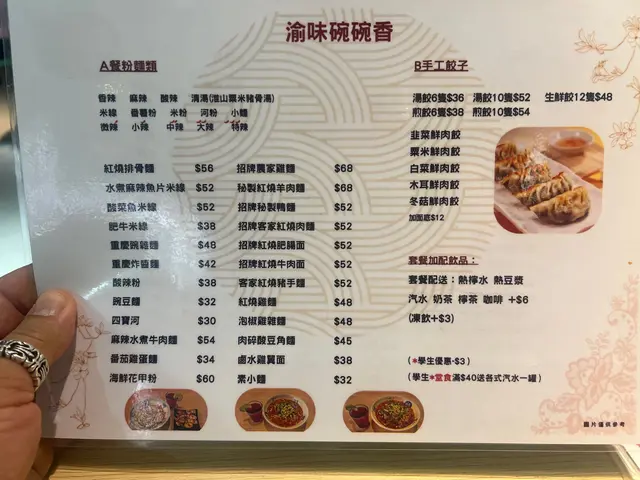 渝味碗碗香
A餐粉麵類
香辣 麻辣 酸辣 清湯(淮山粟米豬骨湯)
米線 番薯粉 米粉 河粉 小麵
微辣 小辣 中辣 大辣 特辣
紅燒排骨麵 $56
水煮麻辣魚片米線 $52
酸菜魚米線 $52
肥牛米線 $38
重慶豌雜麵 $48
重慶炸醬麵 $42
酸辣粉 $38
豌豆麵 $32
四寶河 $30
麻辣水煮牛肉麵 $54
番茄雞蛋麵 $34
海鮮花甲粉 $60
招牌農家雞麵 $68
秘製紅燒羊肉麵 $68
招牌秘製鴨麵 $52
招牌客家紅燒肉麵 $52
招牌紅燒肥腸面 $52
招牌紅燒牛肉面 $52
客家紅燒豬手麵 $52
紅燒雞麵 $48
泡椒雞雜麵 $48
肉碎酸豆角麵 $45
鹵水雞翼面 $38
素小麵 $32
B手工餃子
湯餃6隻$36 湯餃10隻$52 生鮮餃12隻$48
煎餃6隻$38 煎餃10隻$54
韭菜鮮肉餃
粟米鮮肉餃
白菜鮮肉餃
木耳鮮肉餃
冬菇鮮肉餃
加面底$12
套餐加配飲品：
套餐配送：熱檸水 熱豆漿
汽水 奶茶 檸茶 咖啡 +$6
(凍飲+$3)
(*學生優惠-$3)
(學生*堂食滿$40送各式汽水一罐)
圖片僅供參考